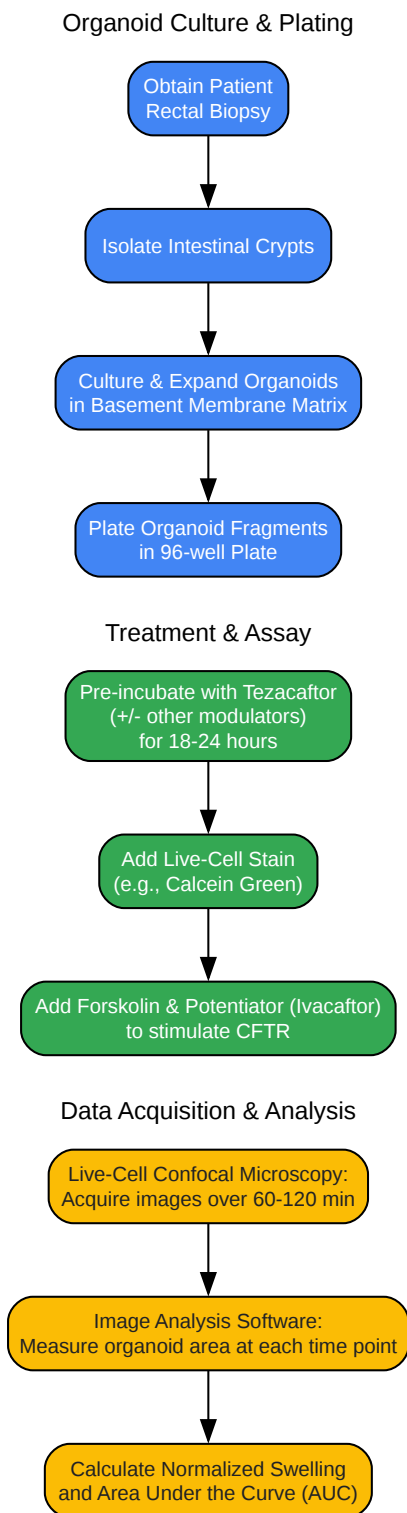 Organoid Culture & Plating
Obtain Patient
Rectal Biopsy
Isolate Intestinal Crypts
Culture & Expand Organoids
in Basement Membrane Matrix
Plate Organoid Fragments
in 96-well Plate
Treatment & Assay
Pre-incubate with Tezacaftor
(+/- other modulators)
for 18-24 hours
Add Live-Cell Stain
(e.g., Calcein Green)
Add Forskolin & Potentiator (Ivacaftor)
to stimulate CFTR
Data Acquisition & Analysis
Live-Cell Confocal Microscopy:
Acquire images over 60-120 min
Image Analysis Software:
Measure organoid area at each time point
Calculate Normalized Swelling
and Area Under the Curve (AUC)